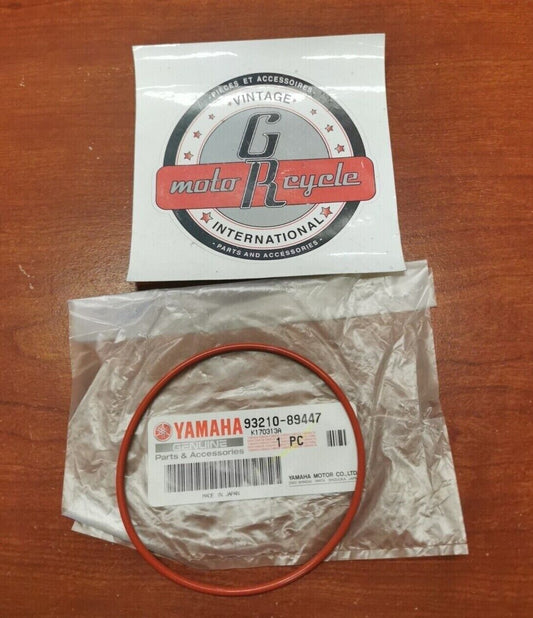 • PIÈCES ET ACCESSOIRES •
• VINTAGE •
G
moto R cycle
INTERNATIONAL
• PARTS AND ACCESSORIES •
YAMAHA 93210-89447
K170313A
GENUINE
Parts & Accessories
1 PC
YAMAHA MOTOR CO.,LTD.
MADE IN JAPAN